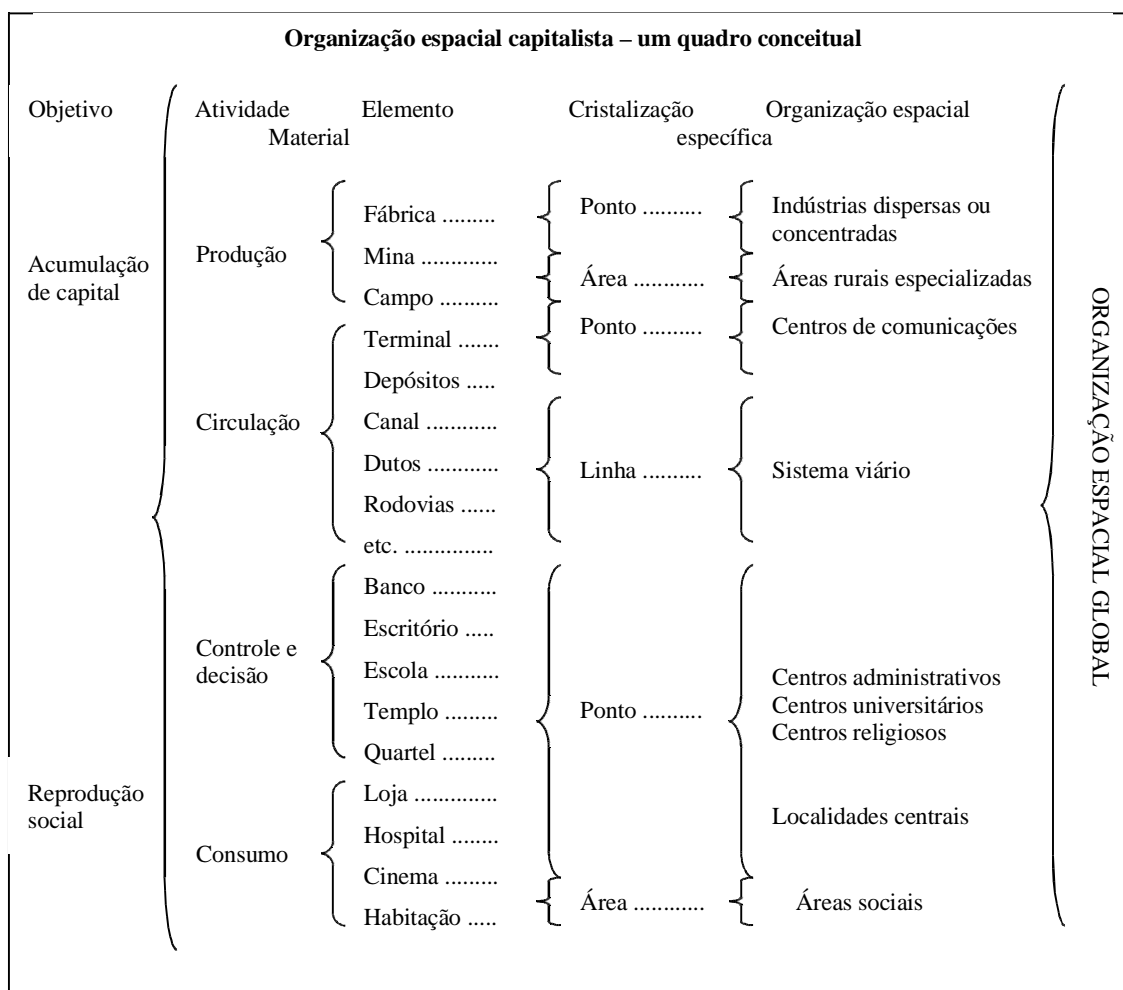 Organização espacial capitalista – um quadro conceitual
Objetivo Atividade Elemento Cristalização Organização espacial
Material específica
Acumulação
de capital
Reprodução
social
Produção
Circulação
Controle e
decisão
Consumo
Fábrica .........
Mina ............
Campo ..........
Terminal .......
Depósitos .....
Canal ............
Dutos ............
Rodovias ......
etc. ................
Banco ...........
Escritório .....
Escola ...........
Templo .........
Quartel .........
Loja ..............
Hospital ........
Cinema .........
Habitação .....
Ponto ..........
Área ............
Ponto ..........
Linha ..........
Ponto ..........
Área ............
Indústrias dispersas ou
concentradas
Áreas rurais especializadas
Centros de comunicações
Sistema viário
Centros administrativos
Centros universitários
Centros religiosos
Localidades centrais
Áreas sociais
ORGANIZAÇÃO ESPACIAL GLOBAL